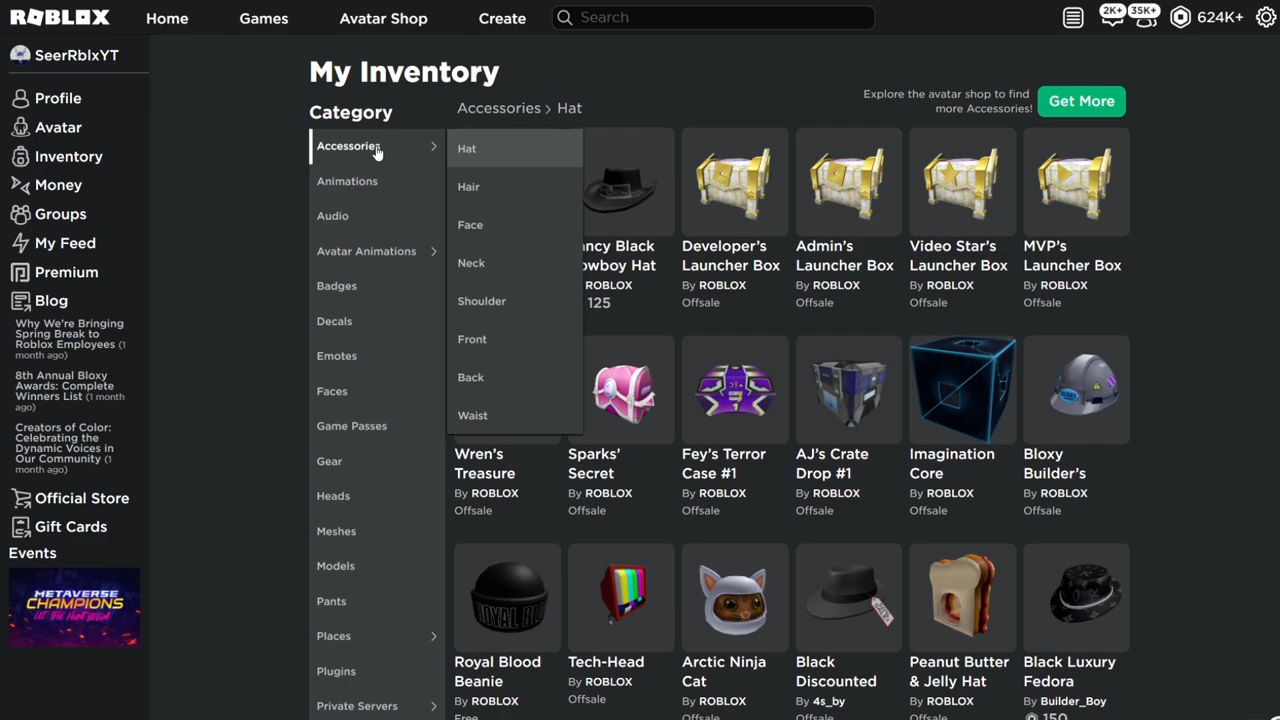 ROBLOX
Home
Games
Avatar Shop
Create
Search
2K+
35K+
624K+
SeerRblxYT
Profile
Avatar
Inventory
Money
Groups
My Feed
Premium
Blog
Why We're Bringing
Spring Break to
Roblox Employees (1
month ago)
8th Annual Bloxy
Awards: Complete
Winners List (1 month
ago)
Creators of Color:
Celebrating the
Dynamic Voices in
Our Community (1
month ago)
Official Store
Gift Cards
Events
METAVERSE
CHAMPIONS
LET THE HUNT BEGIN
My Inventory
Category
Accessories > Hat
Explore the avatar shop to find
more Accessories!
Get More
Accessories
Animations
Audio
Avatar Animations
Badges
Decals
Emotes
Faces
Game Passes
Gear
Heads
Meshes
Models
Pants
Places
Plugins
Private Servers
Hat
Hair
Face
Neck
Shoulder
Front
Back
Waist
ncy Black
owboy Hat
ROBLOX
125
Developer's
Launcher Box
By ROBLOX
Offsale
Admin's
Launcher Box
By ROBLOX
Offsale
Video Star's
Launcher Box
By ROBLOX
Offsale
MVP's
Launcher Box
By ROBLOX
Offsale
Wren's
Treasure
By ROBLOX
Offsale
Sparks'
Secret
By ROBLOX
Offsale
Fey's Terror
Case #1
By ROBLOX
Offsale
AJ's Crate
Drop #1
By ROBLOX
Offsale
Imagination
Core
By ROBLOX
Offsale
Bloxy
Builder's
By ROBLOX
Offsale
ROYAL BLO
Royal Blood
Beanie
By ROBLOX
Free
Tech-Head
By ROBLOX
Offsale
Arctic Ninja
Cat
By ROBLOX
Offsale
Black
Discounted
By 4s_by
Peanut Butter
& Jelly Hat
By ROBLOX
Offsale
Black Luxury
Fedora
By Builder_Boy
150